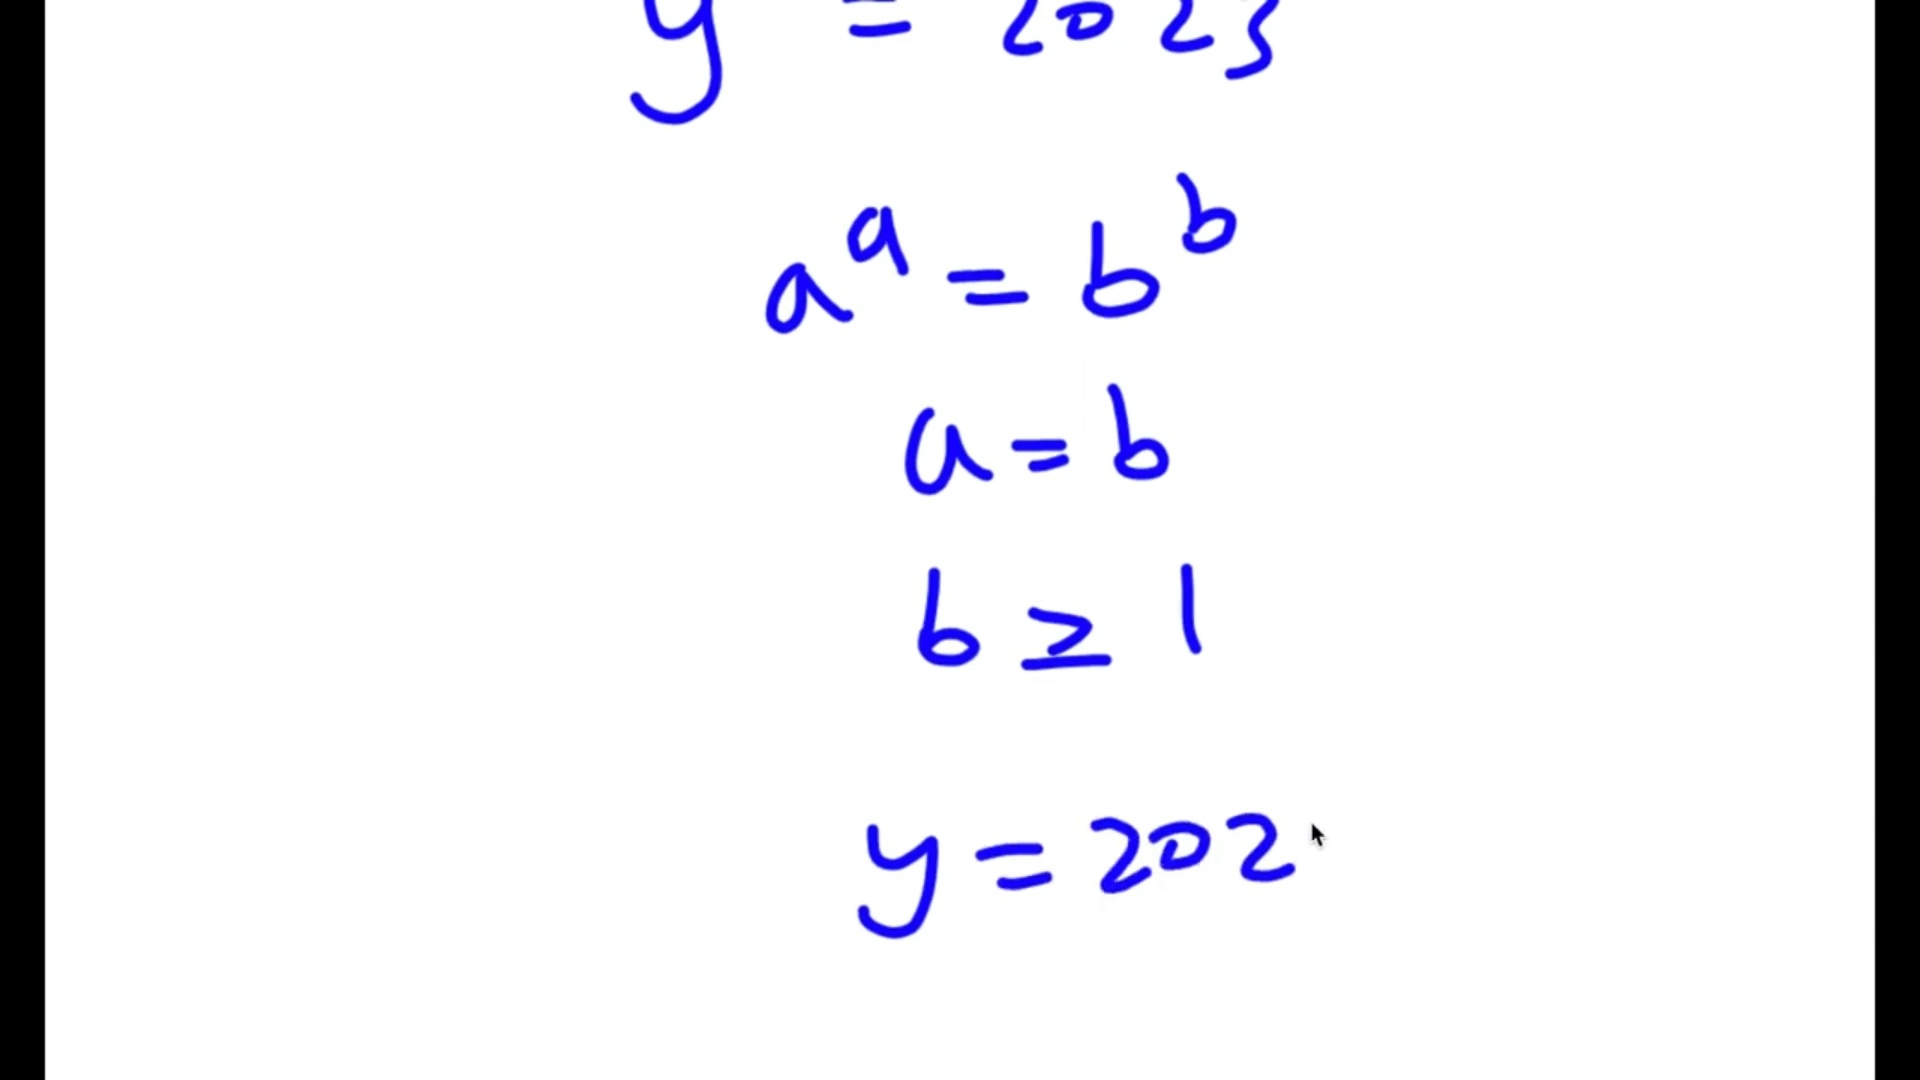 y = 2023
a^a = b^b
a = b
b ≥ 1
y = 202